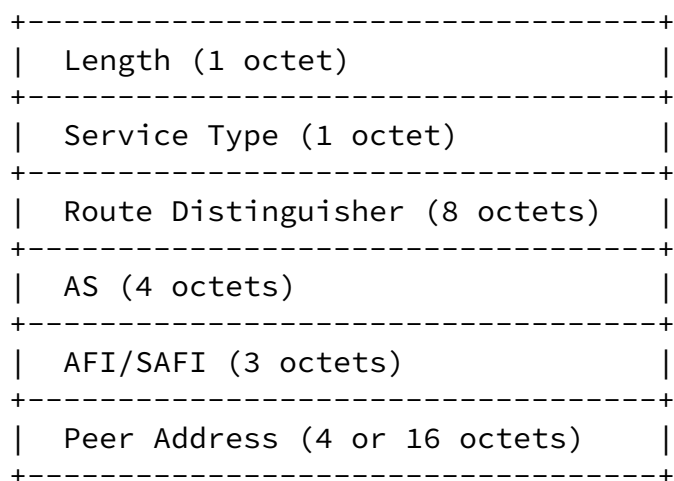 Length (1 octet)
Service Type (1 octet)
Route Distinguisher (8 octets)
AS (4 octets)
AFI/SAFI (3 octets)
Peer Address (4 or 16 octets)